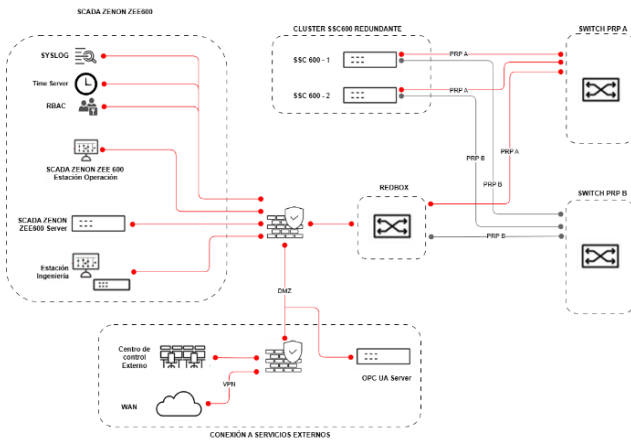 SCADA ZENON ZEE600
SYSLOG
Time Server
RBAC
SCADA ZENON ZEE 600
Estación Operación
SCADA ZENON
ZEE600 Server
Estación
Ingeniería
CLUSTER SSC600 REDUNDANTE
SSC 600 - 1
SSC 600 - 2
PRP A
PRP A
PRP A
PRP B
PRP B
PRP B
SWITCH PRP A
SWITCH PRP B
REDBOX
DMZ
Centro de
control
Externo
VPN
WAN
OPC UA Server
CONEXIÓN A SERVICIOS EXTERNOS